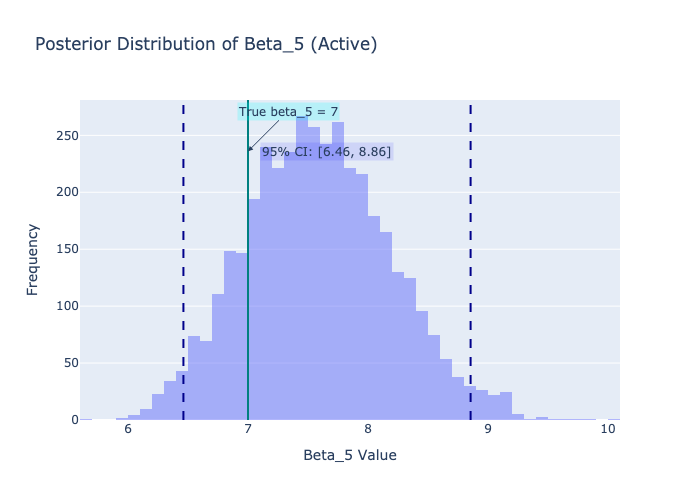 Posterior Distribution of Beta_5 (Active)
True beta_5 = 7
95% CI: [6.46, 8.86]
250
200
150
100
50
0
Frequency
6 7 8 9 10
Beta_5 Value